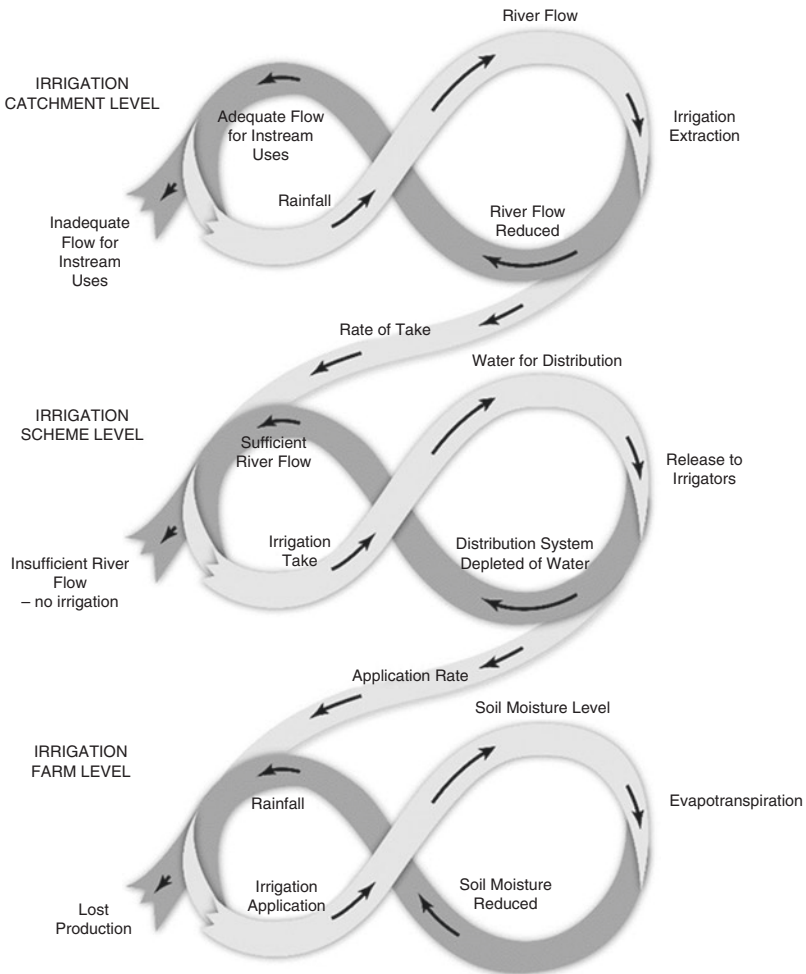 River Flow
IRRIGATION
CATCHMENT LEVEL
Adequate Flow
for Instream
Uses
Irrigation
Extraction
Rainfall
Inadequate
Flow for
Instream
Uses
River Flow
Reduced
Rate of Take
Water for Distribution
IRRIGATION
SCHEME LEVEL
Sufficient
River Flow
Release to
Irrigators
Irrigation
Take
Distribution System
Depleted of Water
Insufficient River
Flow
– no irrigation
Application Rate
Soil Moisture Level
IRRIGATION
FARM LEVEL
Rainfall
Evapotranspiration
Irrigation
Application
Soil Moisture
Reduced
Lost
Production